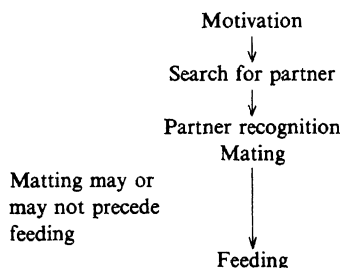 Motivation
Search for partner
Partner recognition
Mating
Matting may or
may not precede
feeding
Feeding